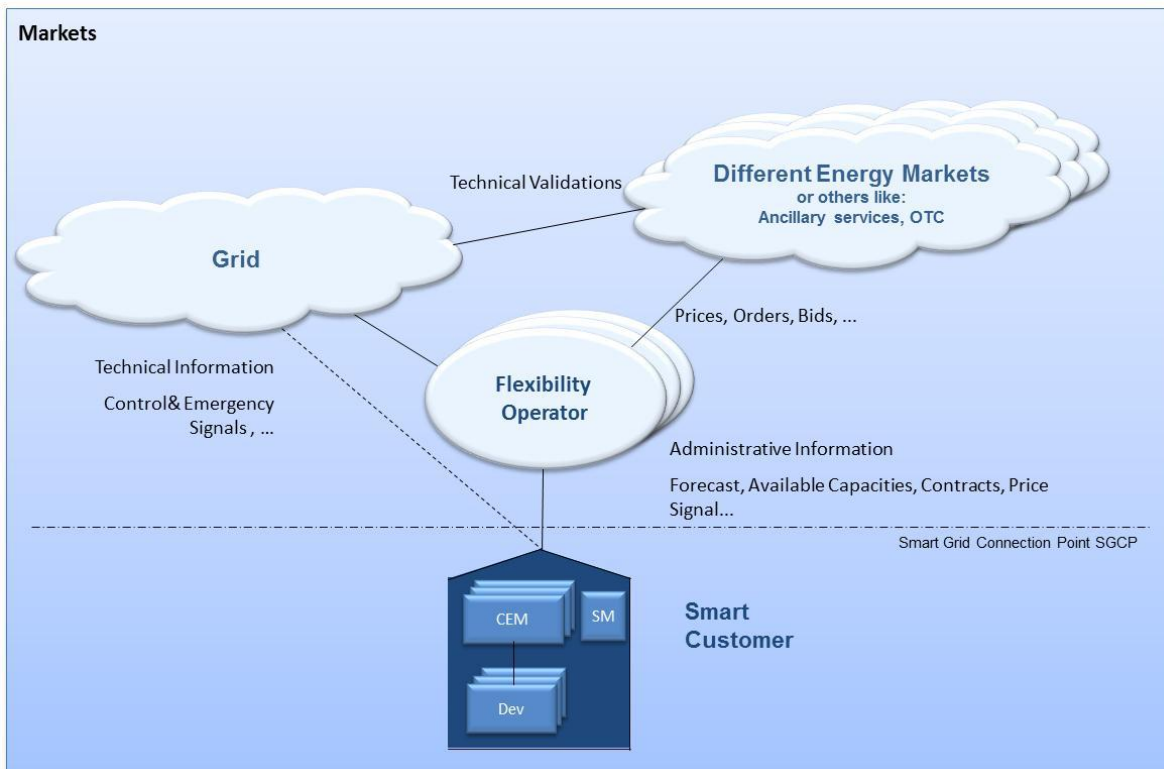 Markets
Technical Validations
Different Energy Markets
or others like:
Ancillary services, OTC
Grid
Prices, Orders, Bids, ...
Technical Information
Control& Emergency
Signals , ...
Flexibility
Operator
Administrative Information
Forecast, Available Capacities, Contracts, Price
Signal...
Smart Grid Connection Point SGCP
CEM
SM
Smart
Customer
Dev